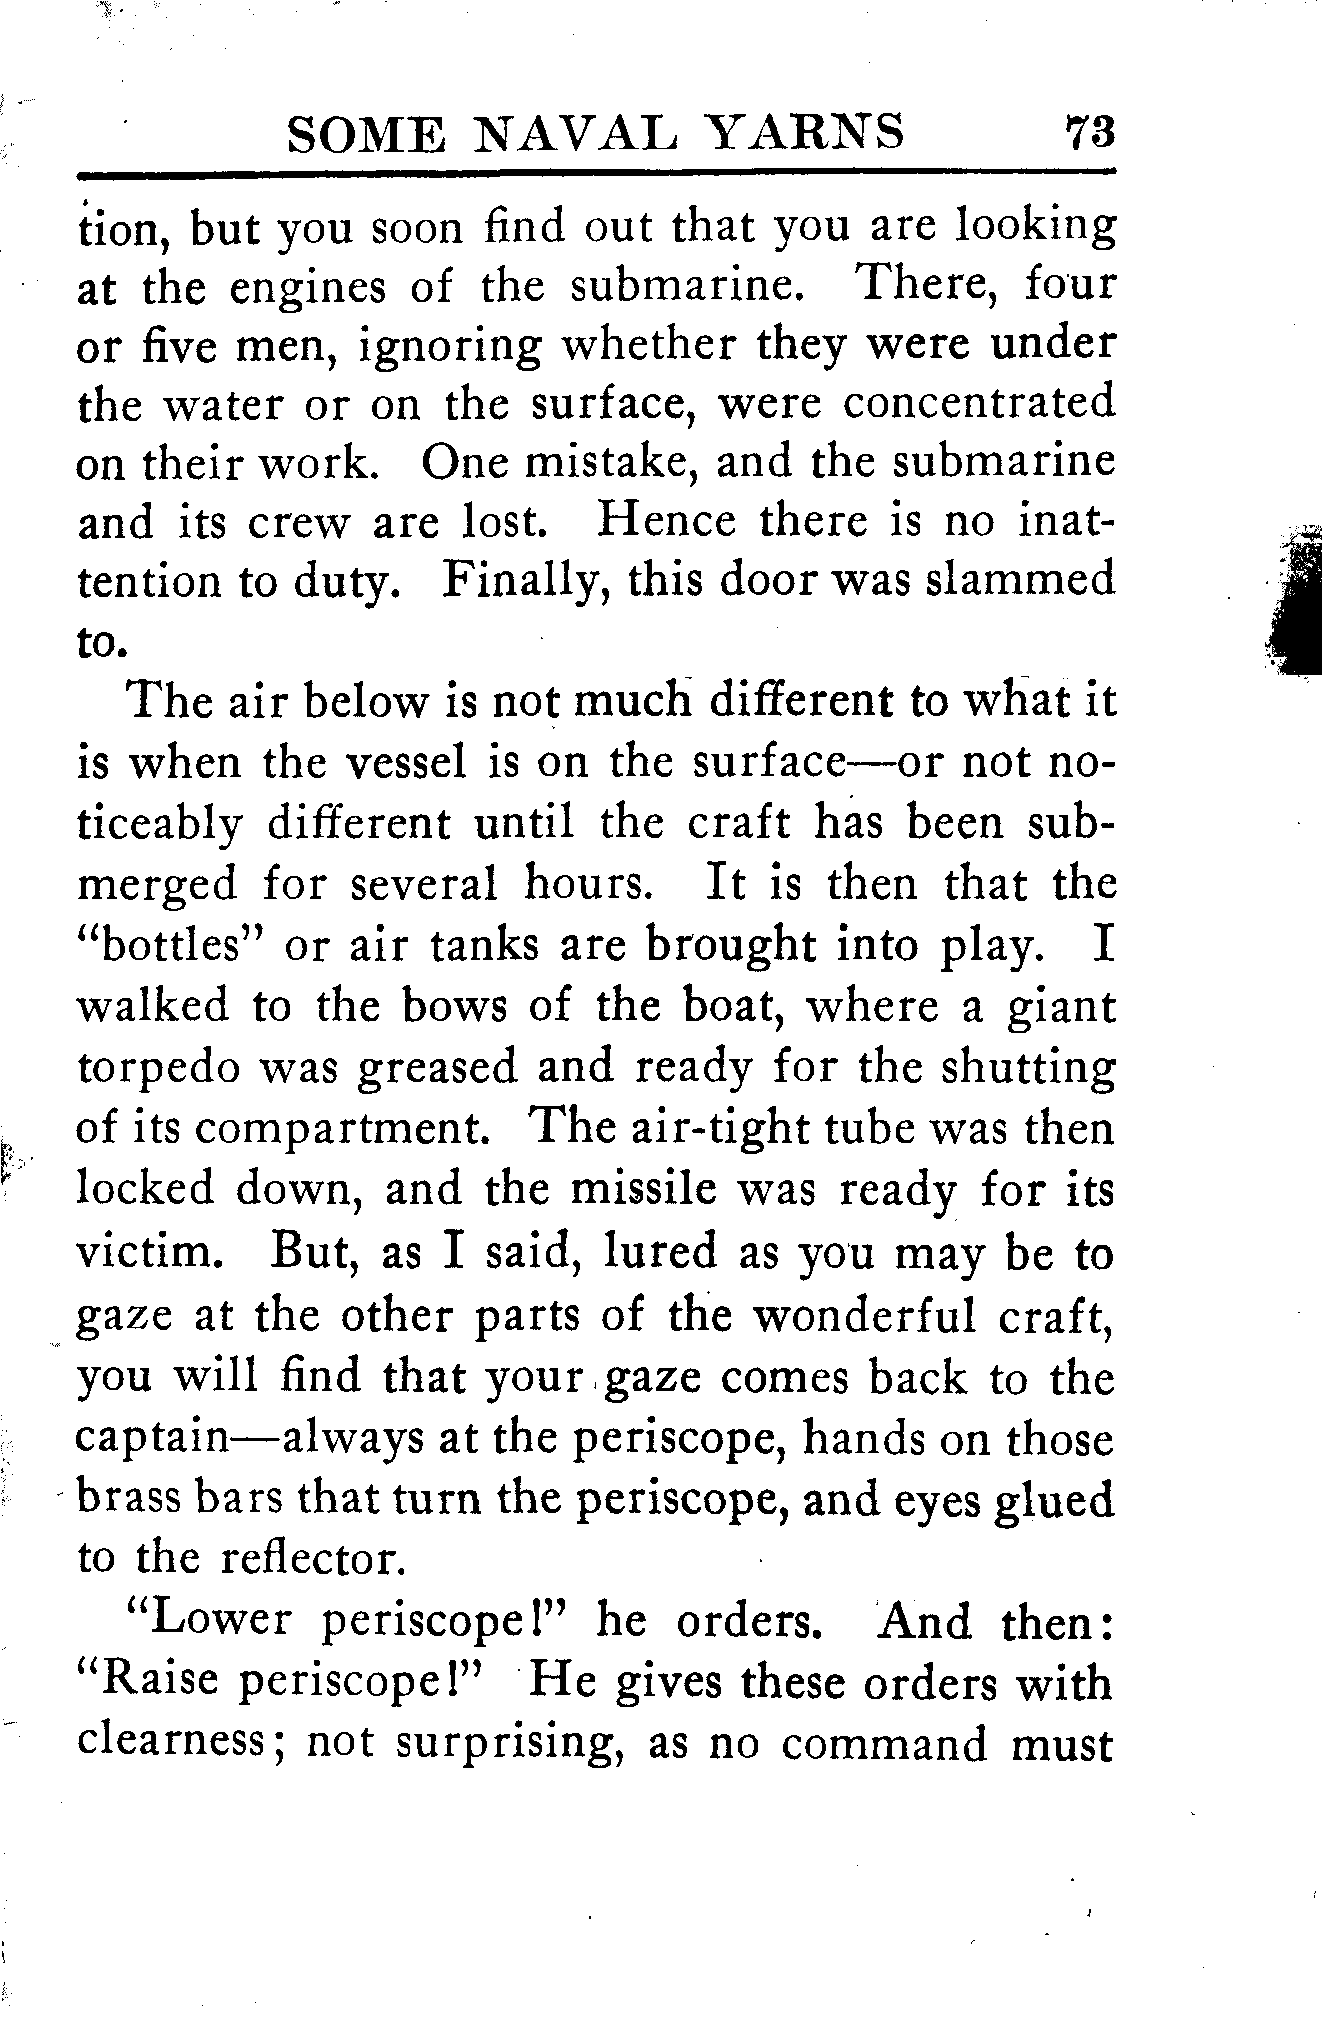 SOME NAVAL YARNS 73
tion, but you soon find out that you are looking
at the engines of the submarine. There, four
or five men, ignoring whether they were under
the water or on the surface, were concentrated
on their work. One mistake, and the submarine
and its crew are lost. Hence there is no inat-
tention to duty. Finally, this door was slammed
to.
The air below is not much different to what it
is when the vessel is on the surface—or not no-
ticeably different until the craft has been sub-
merged for several hours. It is then that the
"bottles" or air tanks are brought into play. I
walked to the bows of the boat, where a giant
torpedo was greased and ready for the shutting
of its compartment. The air-tight tube was then
locked down, and the missile was ready for its
victim. But, as I said, lured as you may be to
gaze at the other parts of the wonderful craft,
you will find that your gaze comes back to the
captain—always at the periscope, hands on those
brass bars that turn the periscope, and eyes glued
to the reflector.
"Lower periscope!" he orders. And then:
"Raise periscope!" He gives these orders with
clearness; not surprising, as no command must